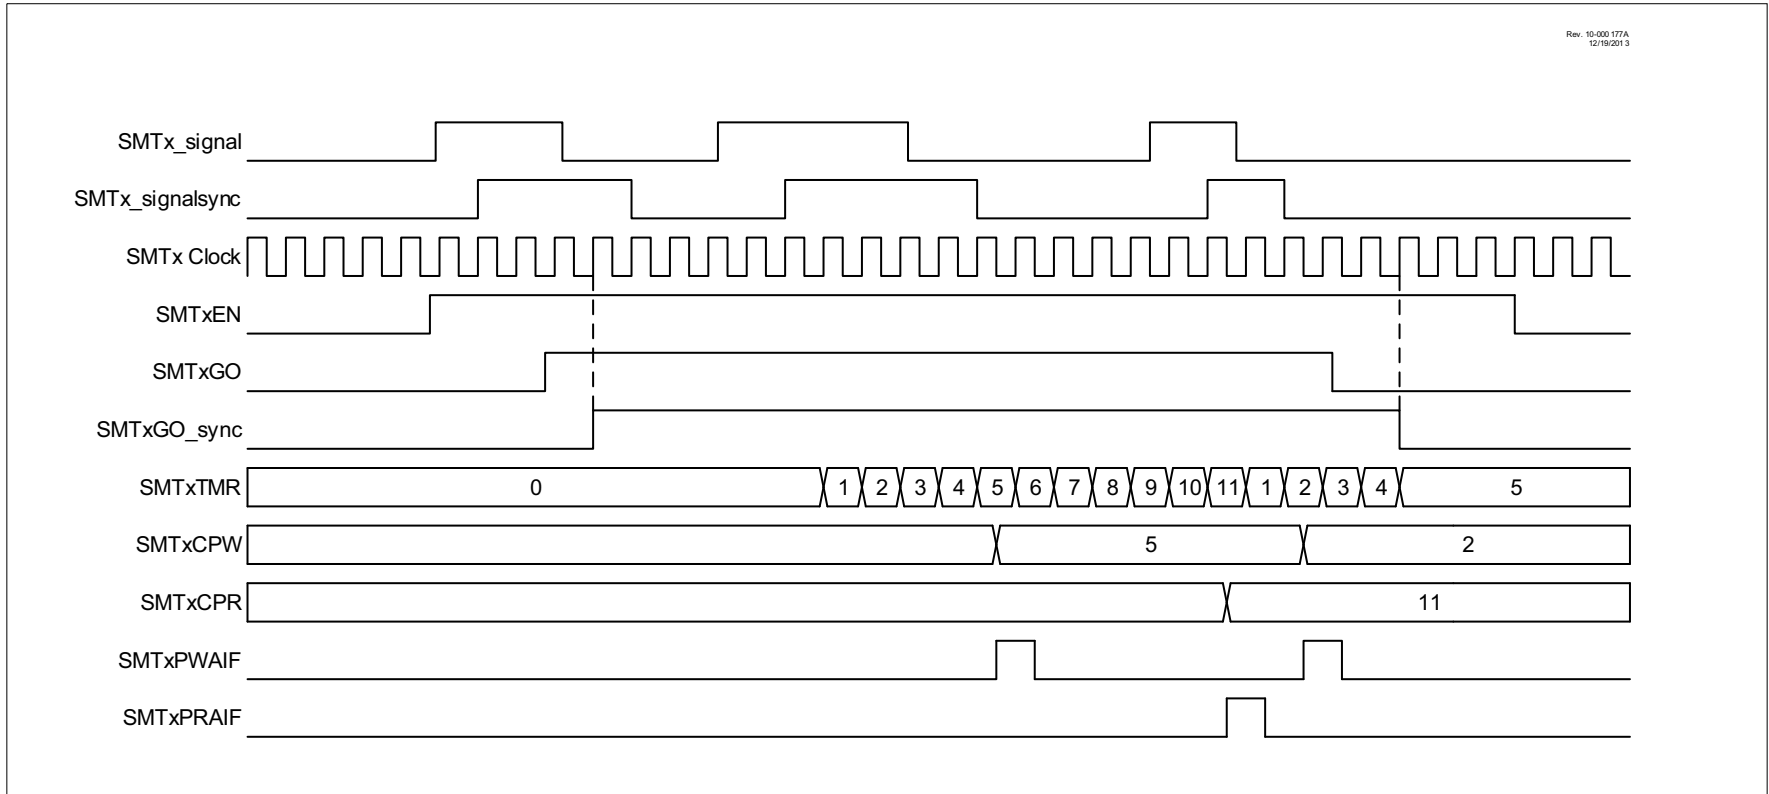 Rev. 10-000 177A
12/19/201 3
SMTx_signal
SMTx_signalsync
SMTx Clock
SMTxEN
SMTxGO
SMTxGO_sync
SMTxTMR 0 1 2 3 4 5 6 7 8 9 10 11 1 2 3 4 5
SMTxCPW 5 2
SMTxCPR 11
SMTxPWAIF
SMTxPRAIF